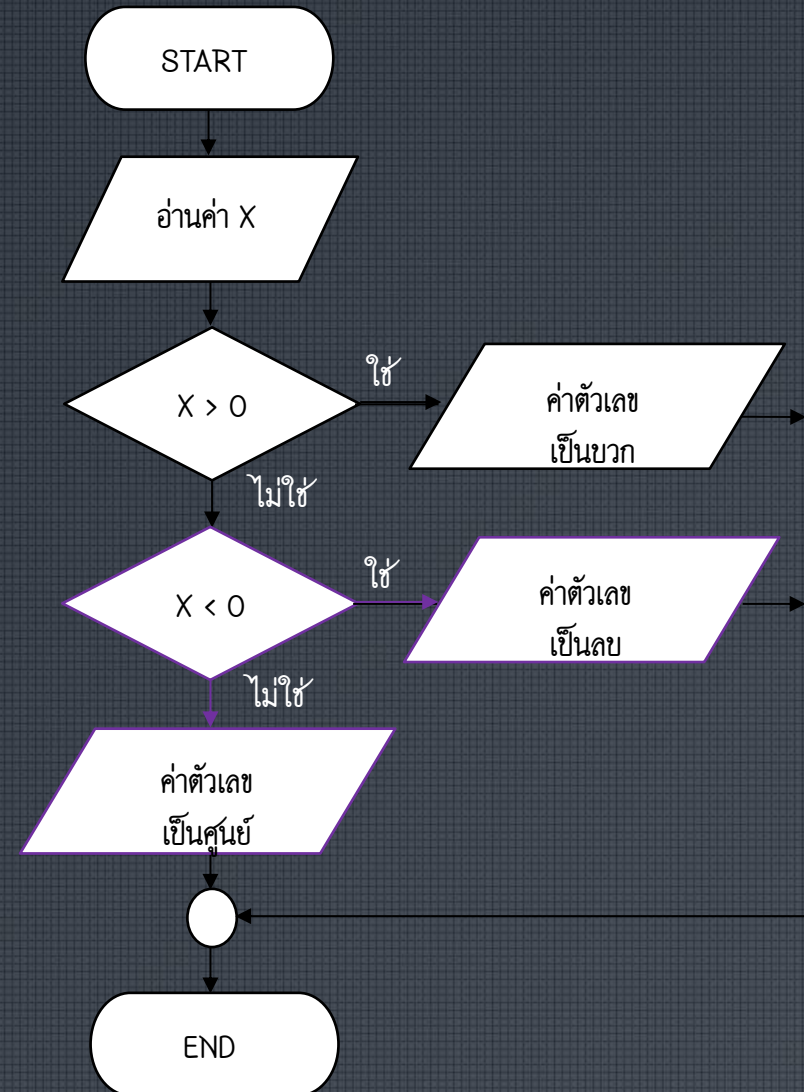 START
อ่านค่า X
X > 0
ใช่
ค่าตัวเลข
เป็นบวก
ไม่ใช่
X < 0
ใช่
ค่าตัวเลข
เป็นลบ
ไม่ใช่
ค่าตัวเลข
เป็นศูนย์
END